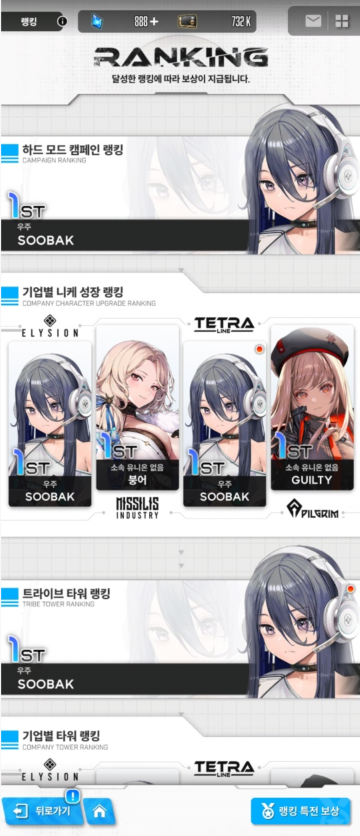 랭킹
888 +
732 K
RANKING
달성한 랭킹에 따라 보상이 지급됩니다.
하드 모드 캠페인 랭킹
CAMPAIGN RANKING
1ST
우주
SOOBAK
기업별 니케 성장 랭킹
COMPANY CHARACTER UPGRADE RANKING
ELYSION
TETRA
LINE
1ST
우주
SOOBAK
1ST
소속 유니온 없음
붕어
1ST
우주
SOOBAK
1ST
소속 유니온 없음
GUILTY
MISSILIS
INDUSTRY
PILGRIM
트라이브 타워 랭킹
TRIBE TOWER RANKING
1ST
우주
SOOBAK
기업별 타워 랭킹
COMPANY TOWER RANKING
ELYSION
TETRA
LINE
뒤로가기
랭킹 특전 보상